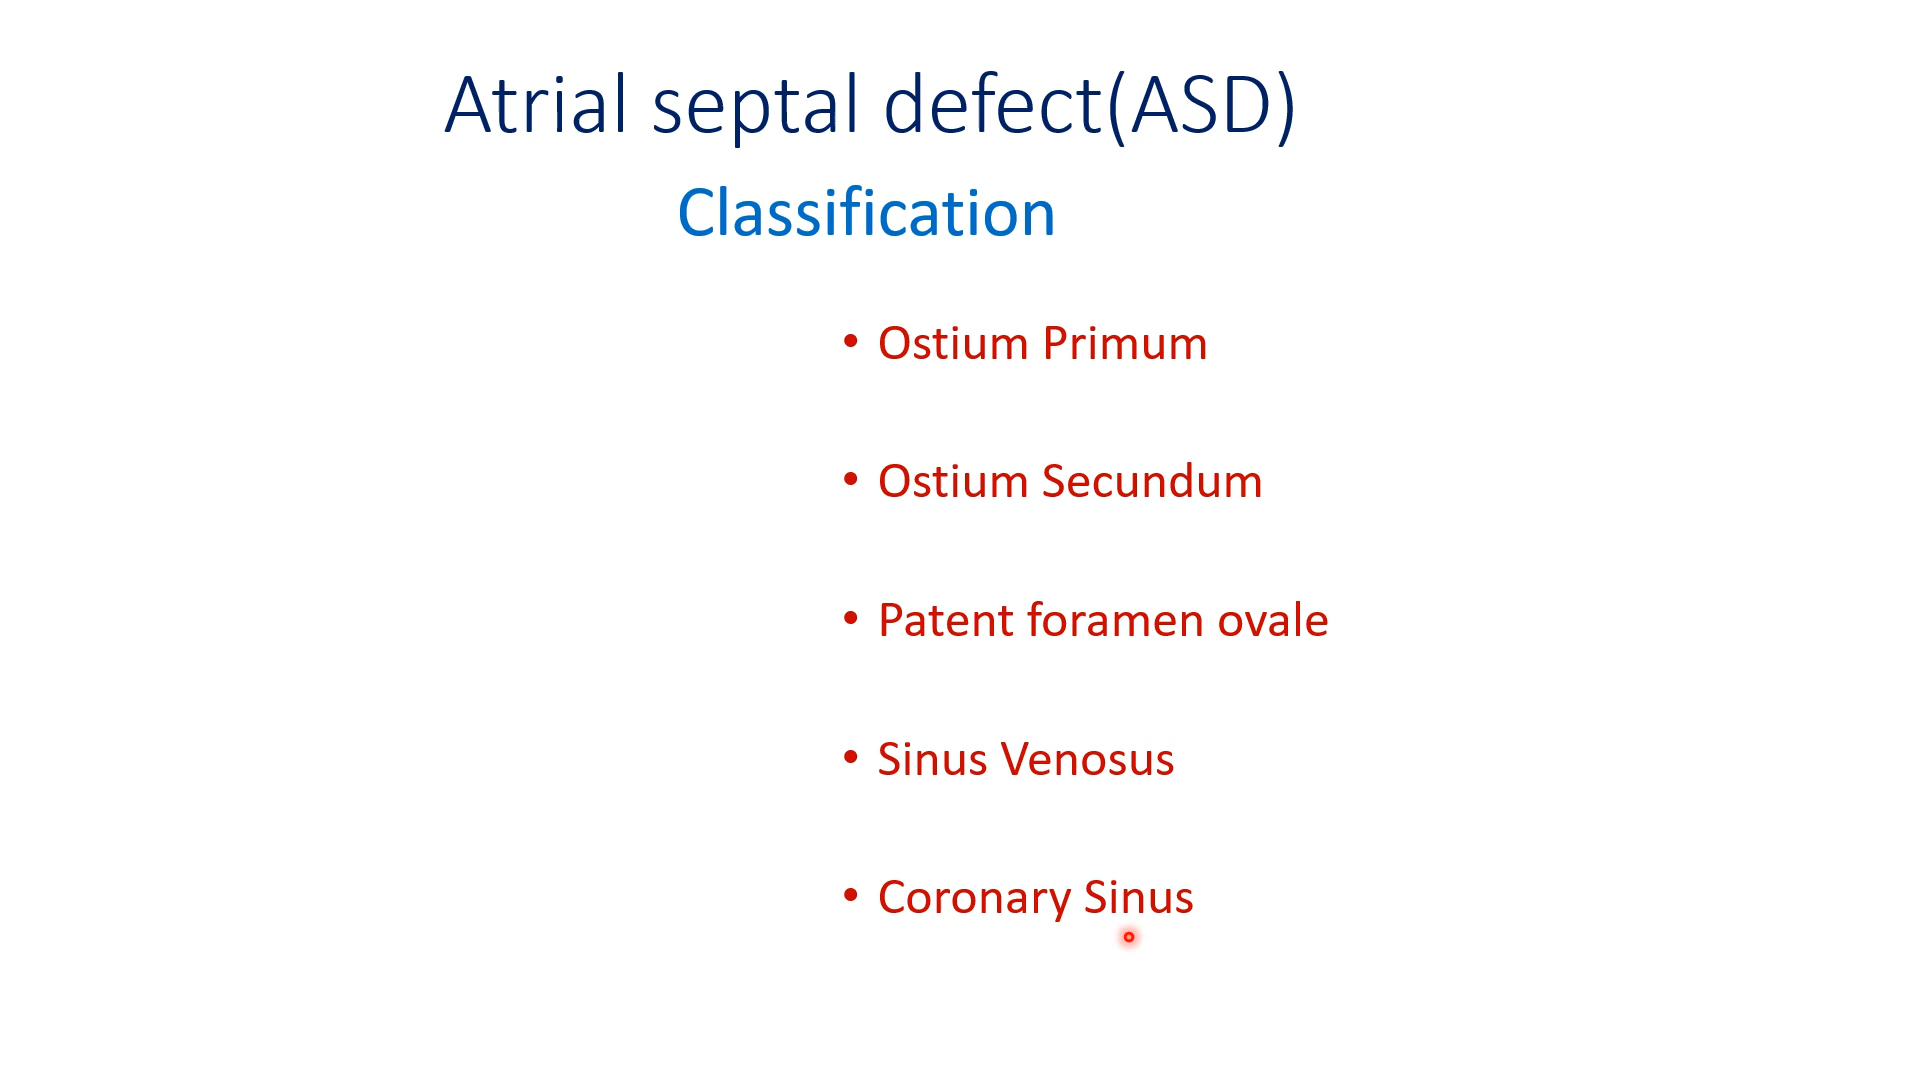 Atrial septal defect(ASD)
Classification
• Ostium Primum
• Ostium Secundum
• Patent foramen ovale
• Sinus Venosus
• Coronary Sinus